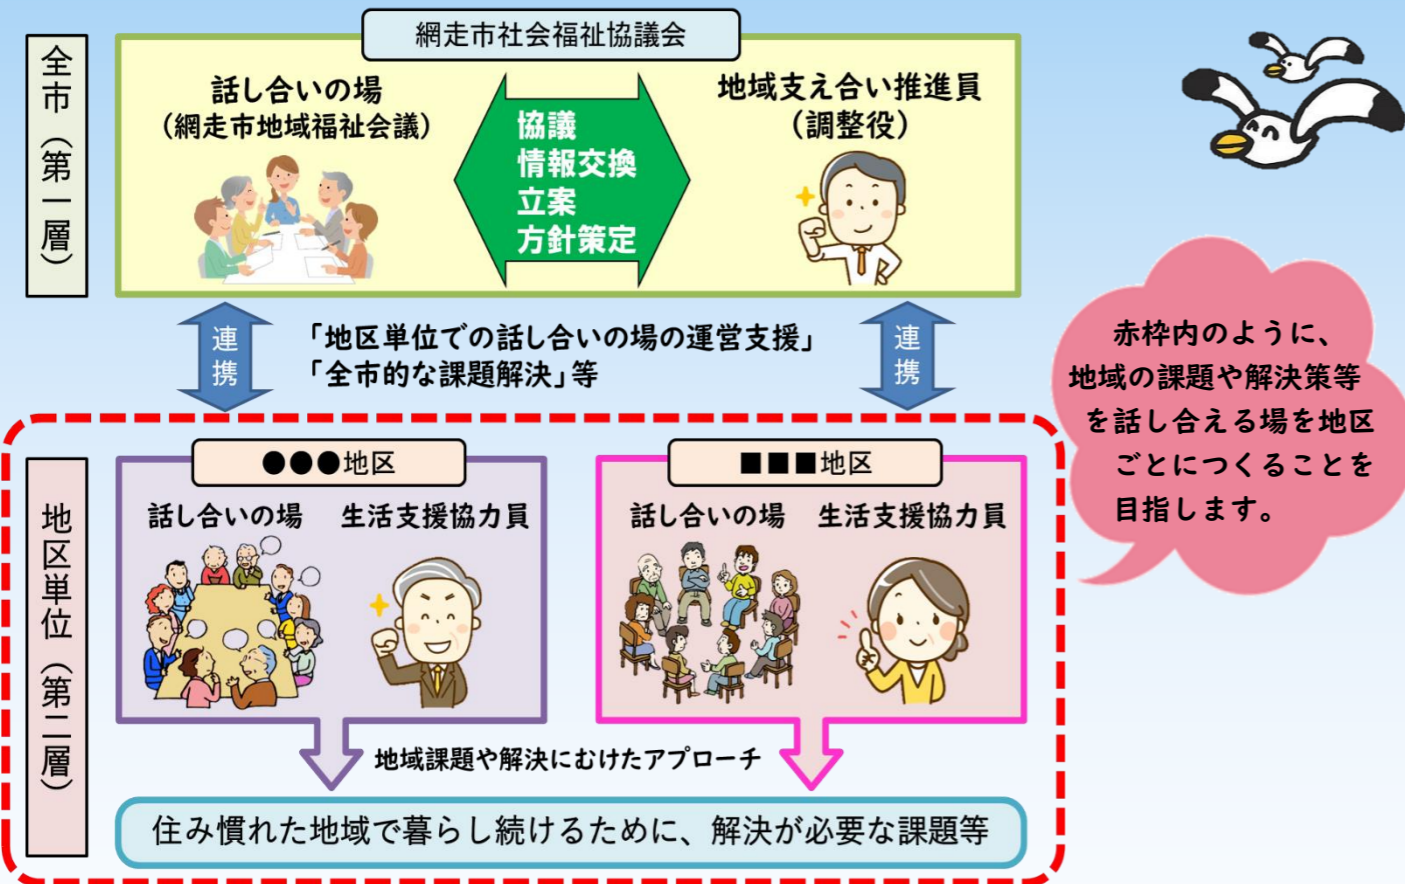 網走市社会福祉協議会
全市（第一層）
話し合いの場
（網走市地域福祉会議）
協議
情報交換
立案
方針策定
地域支え合い推進員
（調整役）
連携
「地区単位での話し合いの場の運営支援」
「全市的な課題解決」等
連携
赤枠内のように、
地域の課題や解決策等
を話し合える場を地区
ごとにつくることを
目指します。
地区単位（第二層）
●●●地区
話し合いの場 生活支援協力員
■■■地区
話し合いの場 生活支援協力員
地域課題や解決にむけたアプローチ
住み慣れた地域で暮らし続けるために、解決が必要な課題等